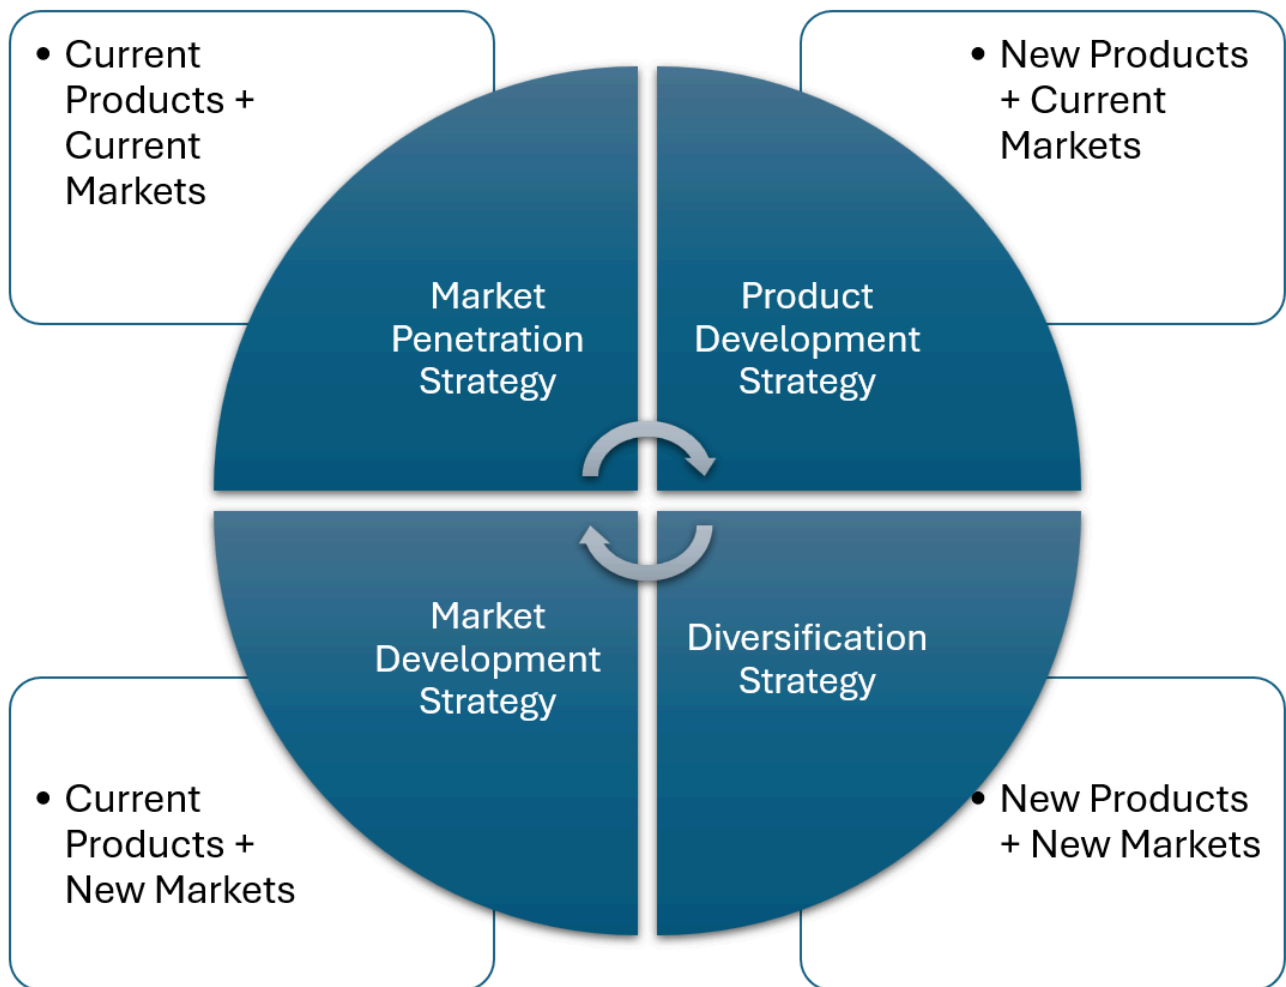 • Current
Products +
Current
Markets
• New Products
+ Current
Markets
Market
Penetration
Strategy
Product
Development
Strategy
Market
Development
Strategy
Diversification
Strategy
• Current
Products +
New Markets
• New Products
+ New Markets